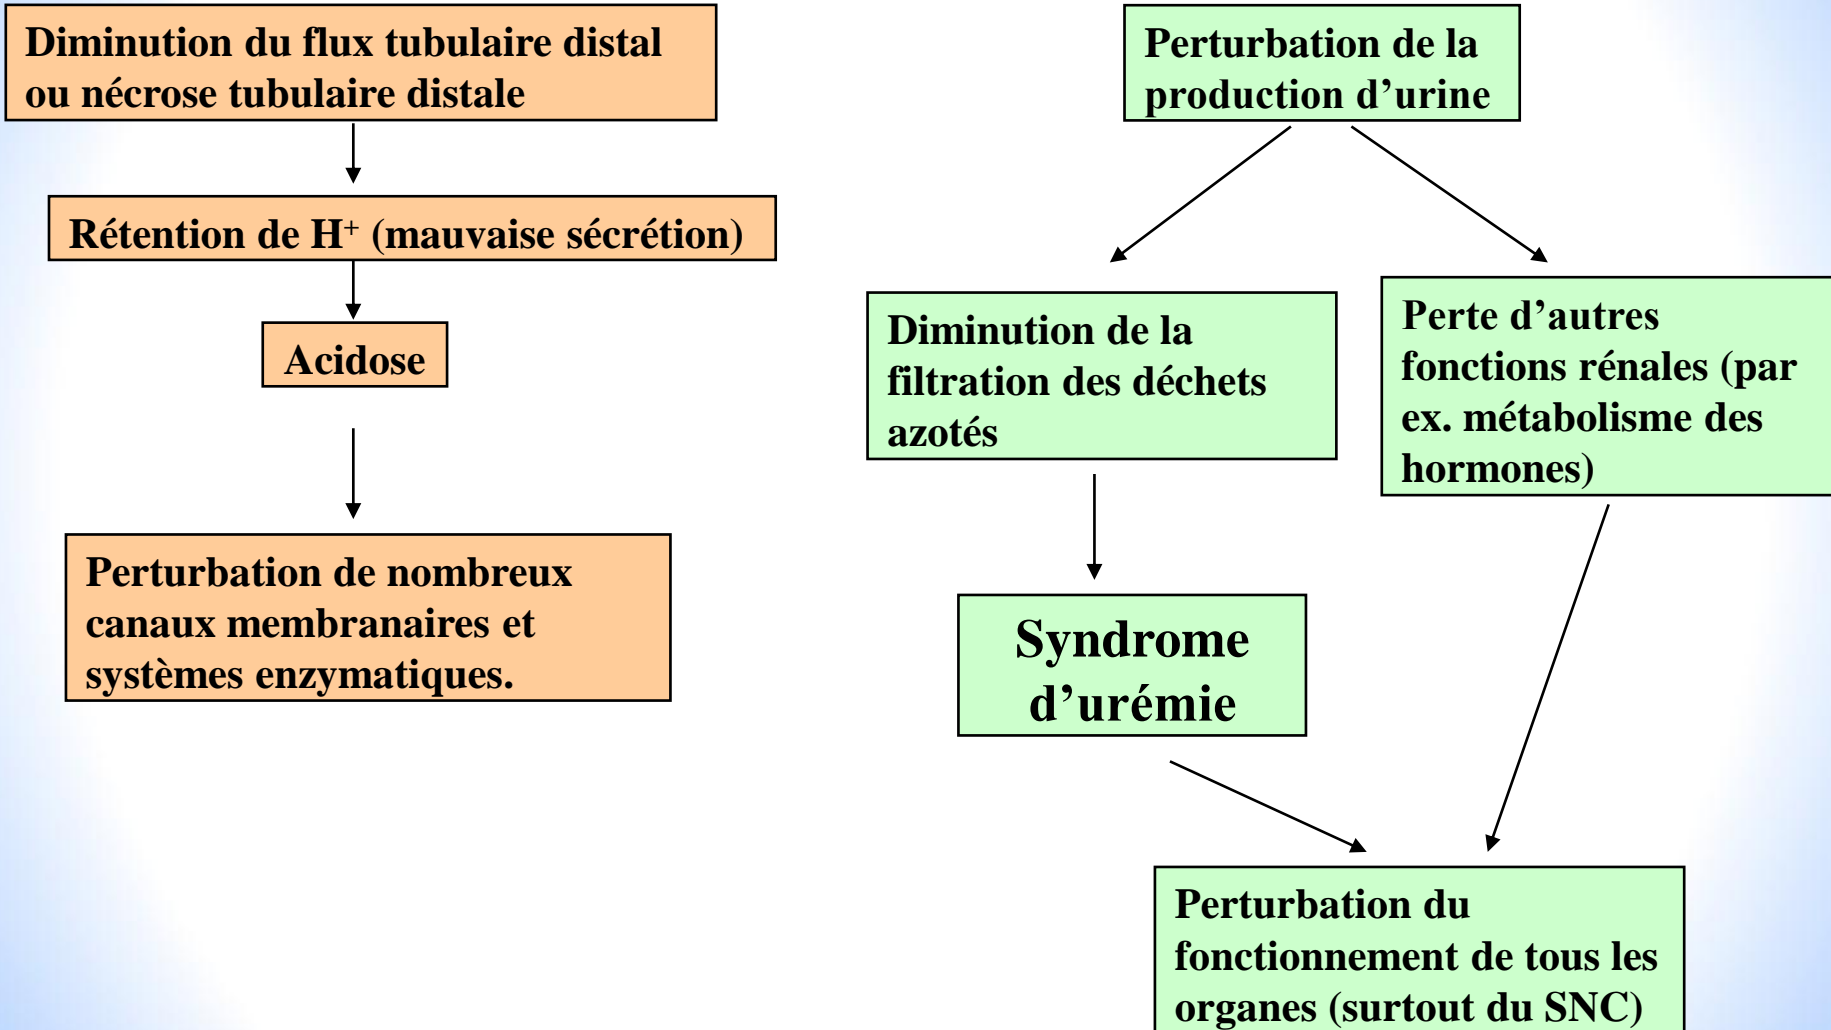 Diminution du flux tubulaire distal
ou nécrose tubulaire distale
Rétention de H⁺ (mauvaise sécrétion)
Acidose
Perturbation de nombreux
canaux membranaires et
systèmes enzymatiques.
Perturbation de la
production d’urine
Diminution de la
filtration des déchets
azotés
Perte d’autres
fonctions rénales (par
ex. métabolisme des
hormones)
Syndrome
d’urémie
Perturbation du
fonctionnement de tous les
organes (surtout du SNC)